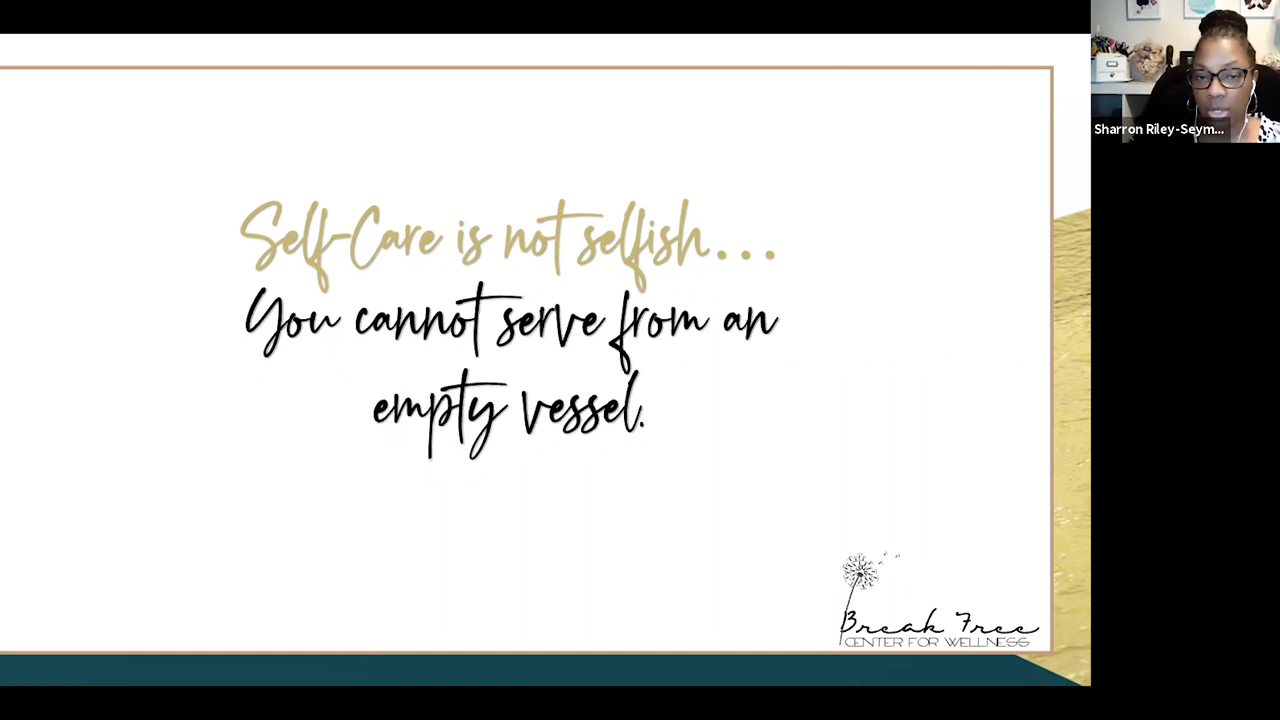 Self-Care is not selfish...
You cannot serve from an
empty vessel.
Break Free
CENTER FOR WELLNESS
Sharron Riley-Seym...